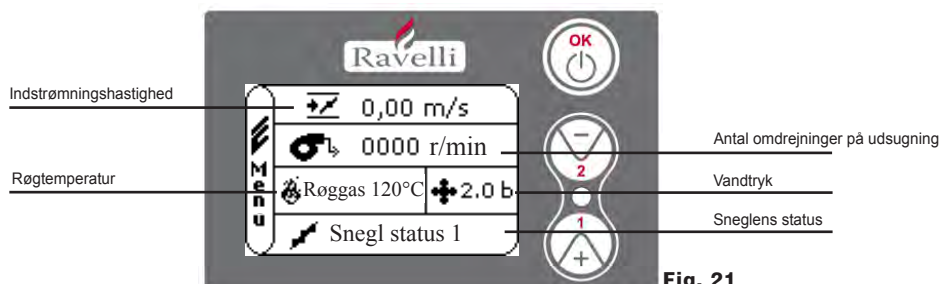 Ravelli
OK
Indstrømningshastighed
0,00 m/s
0000 r/min
Antal omdrejninger på udsugning
2
Menu
Røgtemperatur
Røggas 120°C
2.0 b
Vandtryk
Snegl status 1
Sneglens status
1
Fig. 21